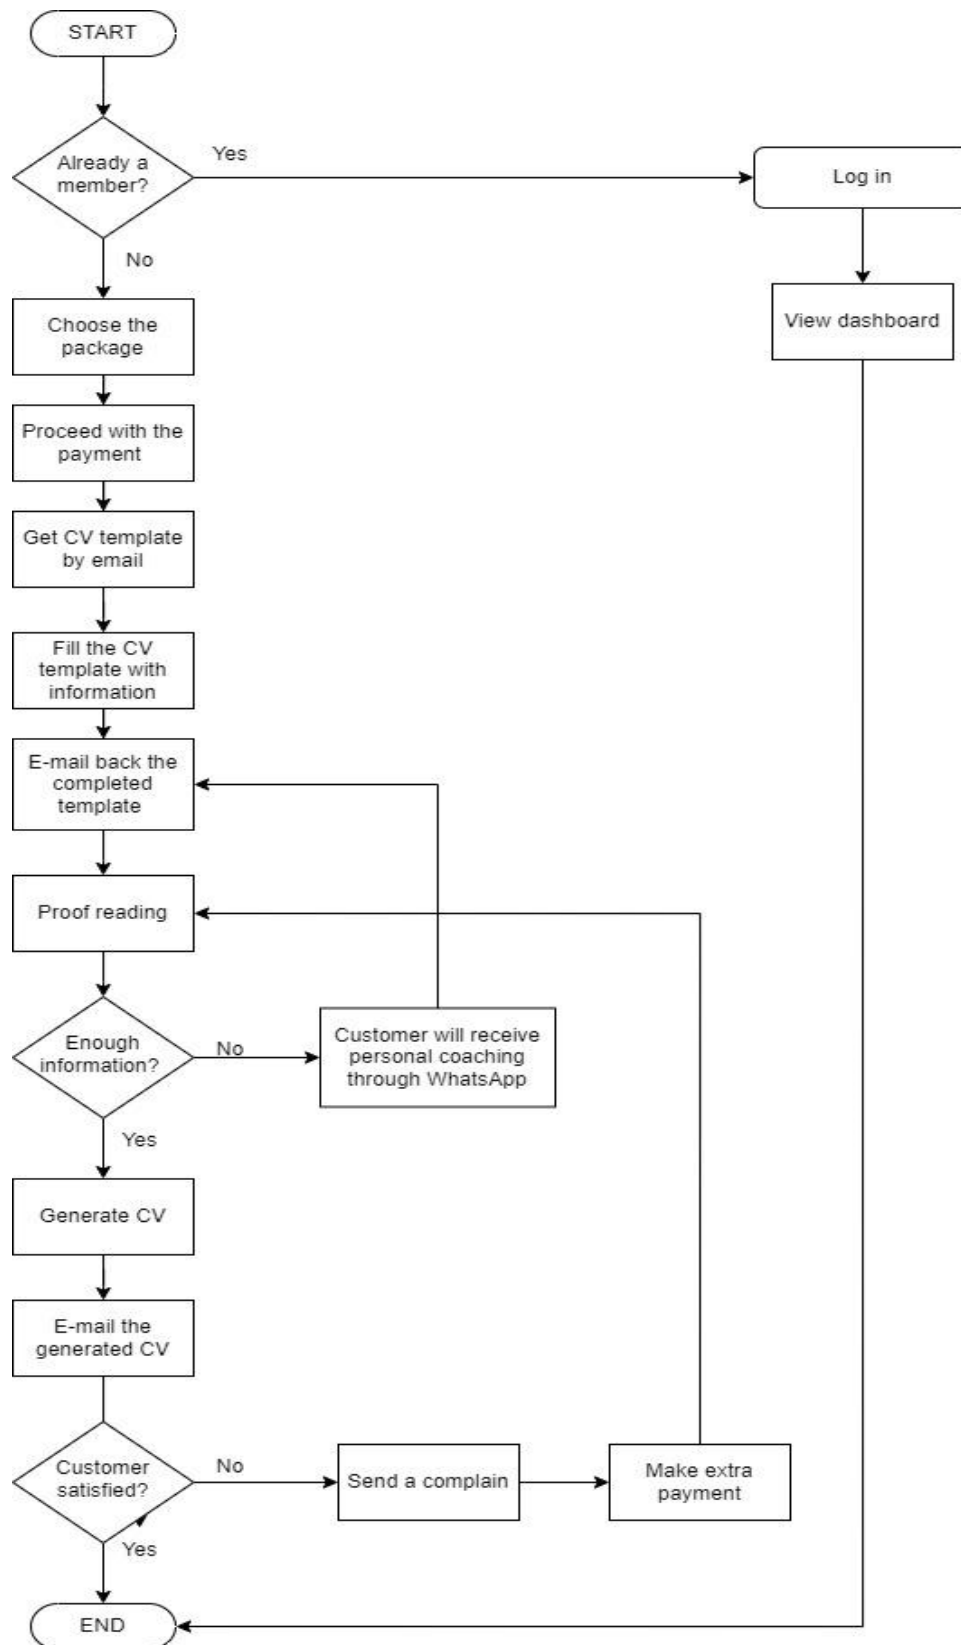 START
Already a
member?
Yes
Log in
No
View dashboard
Choose the
package
Proceed with the
payment
Get CV template
by email
Fill the CV
template with
information
E-mail back the
completed
template
Proof reading
Enough
information?
No
Customer will receive
personal coaching
through WhatsApp
Yes
Generate CV
E-mail the
generated CV
Customer
satisfied?
No
Send a complain
Make extra
payment
Yes
END